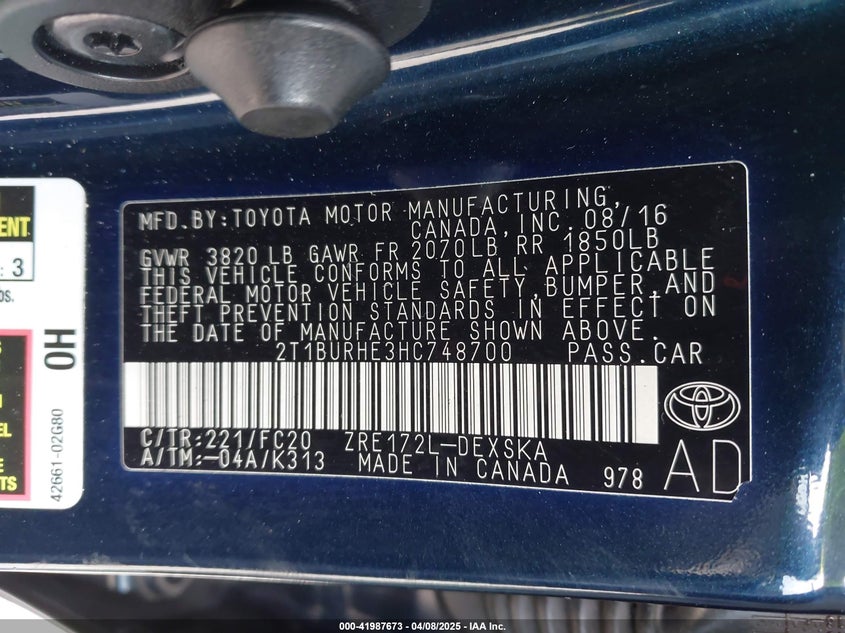 MFD.BY:TOYOTA MOTOR MANUFACTURING,
CANADA,INC. 08/16
GVWR 3820 LB GAWR FR 2070LB RR 1850LB
THIS VEHICLE CONFORMS TO ALL APPLICABLE
FEDERAL MOTOR VEHICLE SAFETY,BUMPER,AND
THEFT PREVENTION STANDARDS IN EFFECT ON
THE DATE OF MANUFACTURE SHOWN ABOVE.
2T1BURHE3HC748700 PASS.CAR
C/TR:221/FC20 ZRE172L-DEXSKA
A/TM:-04A/K313 MADE IN CANADA 978
AD
: 3
OH
42661-02G80
000-41987673 - 04/08/2025 - IAA Inc.